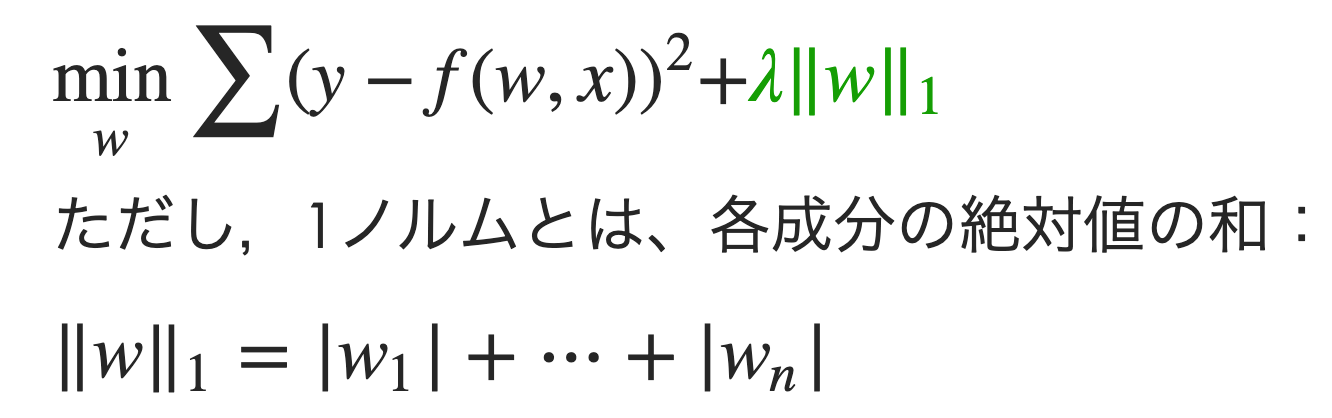 min_w ∑(y − f(w, x))²+λ‖w‖₁
ただし，1ノルムとは、各成分の絶対値の和：
‖w‖₁ = |w₁| + ⋯ + |wₙ|